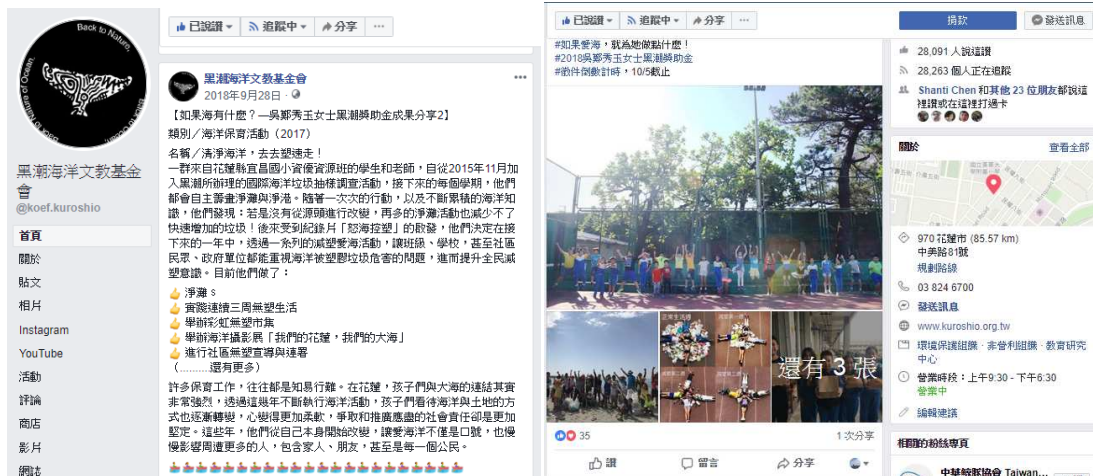 Back to Nature.
Back to Nature of Ocean.
黑潮海洋文教基金
會
@koef.kuroshio
首頁
關於
貼文
相片
Instagram
YouTube
活動
評論
商店
影片
網誌
已說讚
追蹤中
分享
黑潮海洋文教基金會
2018年9月28日
【如果海有什麼?—吳鄭秀玉女士黑潮獎助金成果分享2】
類別/海洋保育活動(2017)
名稱/清淨海洋,去去塑速走!
一群來自花蓮縣宜昌國小資優資源班的學生和老師,自從2015年11月加
入黑潮所辦理的國際海洋垃圾抽樣調查活動,接下來的每個學期,他們
都會自主籌畫淨灘與淨港。隨著一次次的行動,以及不斷累積的海洋知
識,他們發現:若是沒有從源頭進行改變,再多的淨灘活動也減少不了
快速增加的垃圾!後來受到紀錄片「怒海控塑」的啟發,他們決定在接
下來的一年中,透過一系列的減塑愛海活動,讓班級、學校,甚至社區
民眾、政府單位都能重視海洋被塑膠垃圾危害的問題,進而提升全民減
塑意識。目前他們做了:
👍 淨灘s
👍 實踐連續三周無塑生活
👍 舉辦彩虹無塑市集
👍 舉辦海洋攝影展「我們的花蓮,我們的大海」
👍 進行社區無塑宣導與連署
(.........還有更多)
許多保育工作,往往都是知易行難。在花蓮,孩子們與大海的連結其實
非常強烈,透過這幾年不斷執行海洋活動,孩子們看待海洋與土地的方
式也逐漸轉變,心變得更加柔軟,爭取和推廣應盡的社會責任卻是更加
堅定。這些年,他們從自己本身開始改變,讓愛海洋不僅是口號,也慢
慢影響周遭更多的人,包含家人、朋友,甚至是每一個公民。
已說讚
追蹤中
分享
捐款
發送訊息
#如果愛海,就為她做點什麼!
#2018吳鄭秀玉黑潮獎助金
#徵件倒數計時,10/5截止
還有 3 張
35
1 次分享
讚
留言
分享
28,091 人說這讚
28,263 個人正在追蹤
Shanti Chen 和其他 23 位朋友都說這
裡讚或在這裡打過卡
關於
查看全部
970 花蓮市 (85.57 km)
中美路81號
規劃路線
03 824 6700
發送訊息
www.kuroshio.org.tw
環境保護組織 · 非營利組織 · 教育研究
中心
營業時段:上午9:30 - 下午6:30
營業中
編輯建議
相關的粉絲專頁
中華鯨豚協會 Taiwan...